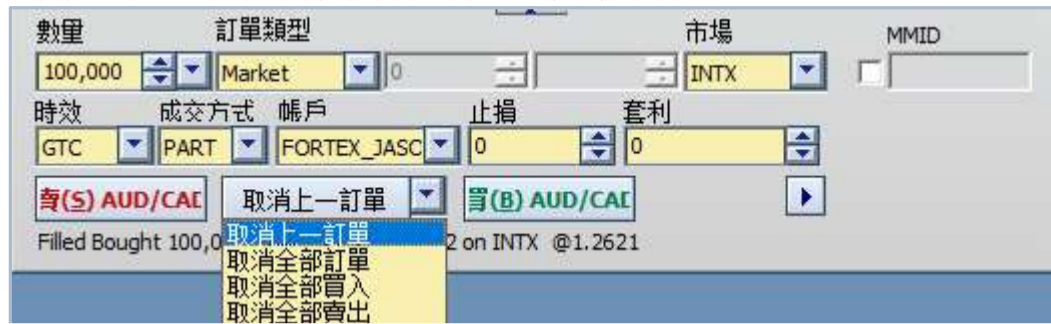 數量 訂單類型 市場 MMID
100,000 Market 0 INTX
時效 成交方式 帳戶 止損 套利
GTC PART FORTEX_JASC 0 0
賣(S) AUD/CAD 取消上一訂單 買(B) AUD/CAD
Filled Bought 100,0 2 on INTX @1.2621
取消上一訂單
取消全部訂單
取消全部買入
取消全部賣出